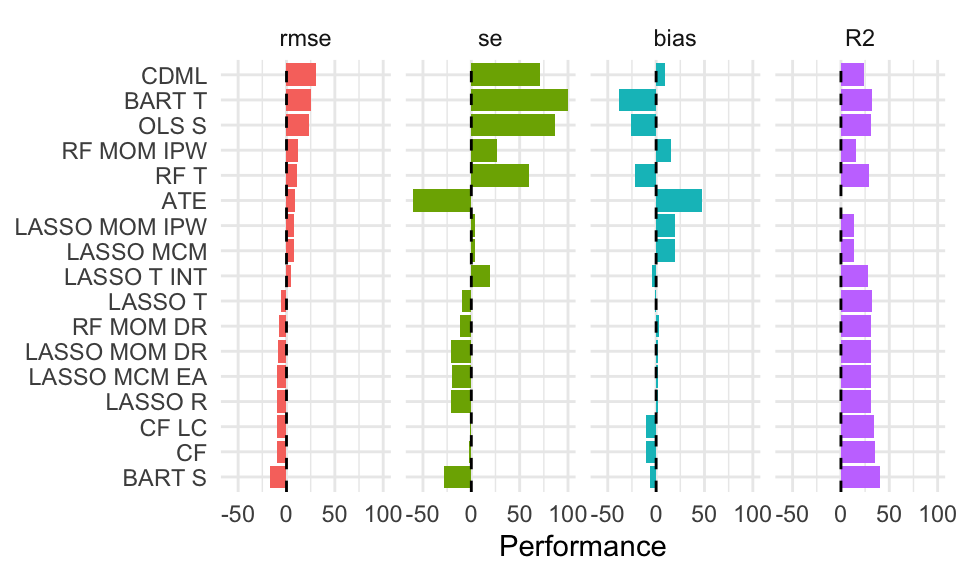 rmse se bias R2
CDML
BART T
OLS S
RF MOM IPW
RF T
ATE
LASSO MOM IPW
LASSO MCM
LASSO T INT
LASSO T
RF MOM DR
LASSO MOM DR
LASSO MCM EA
LASSO R
CF LC
CF
BART S
-50 0 50 100 -50 0 50 100 -50 0 50 100 -50 0 50 100
Performance